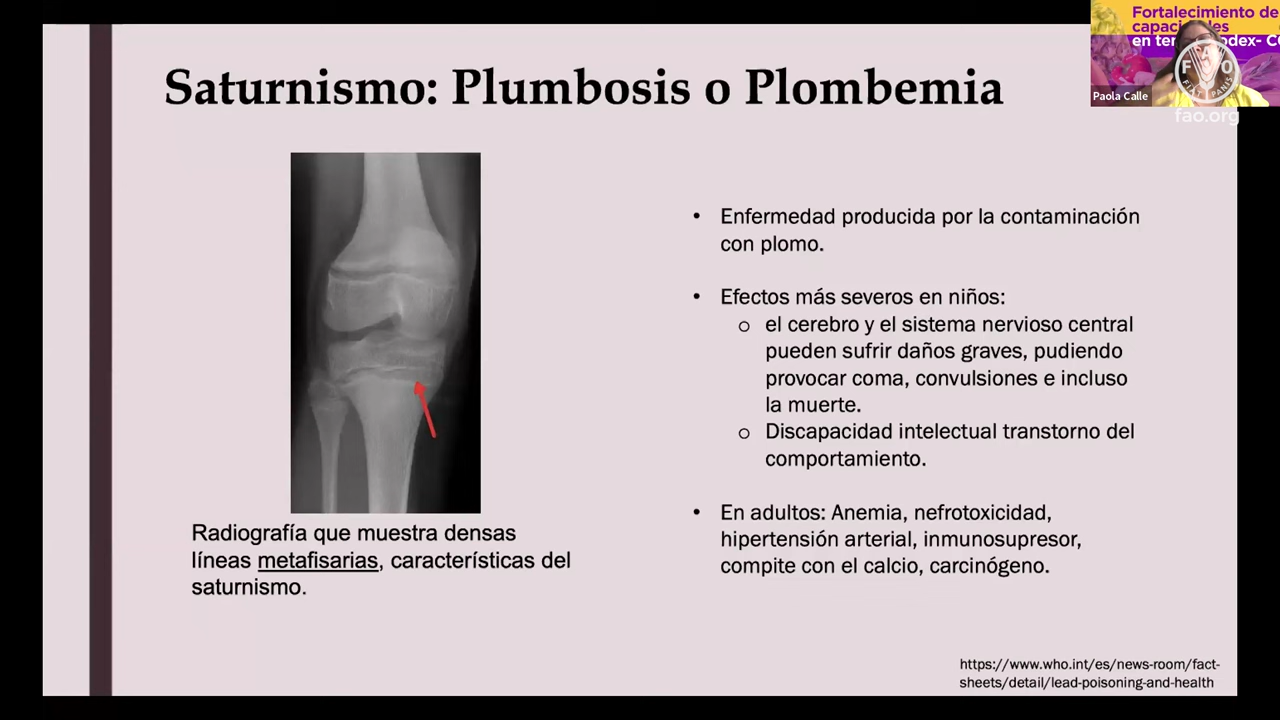 Saturnismo: Plumbosis o Plombemia
Fortalecimiento de
capacidades
Paola Calle
FAO
FIAT PANIS
fao.org
Enfermedad producida por la contaminación
con plomo.
Efectos más severos en niños:
el cerebro y el sistema nervioso central
pueden sufrir daños graves, pudiendo
provocar coma, convulsiones e incluso
la muerte.
Discapacidad intelectual transtorno del
comportamiento.
En adultos: Anemia, nefrotoxicidad,
hipertensión arterial, inmunosupresor,
compite con el calcio, carcinógeno.
Radiografía que muestra densas
líneas metafisarias, características del
saturnismo.
https://www.who.int/es/news-room/fact-
sheets/detail/lead-poisoning-and-health